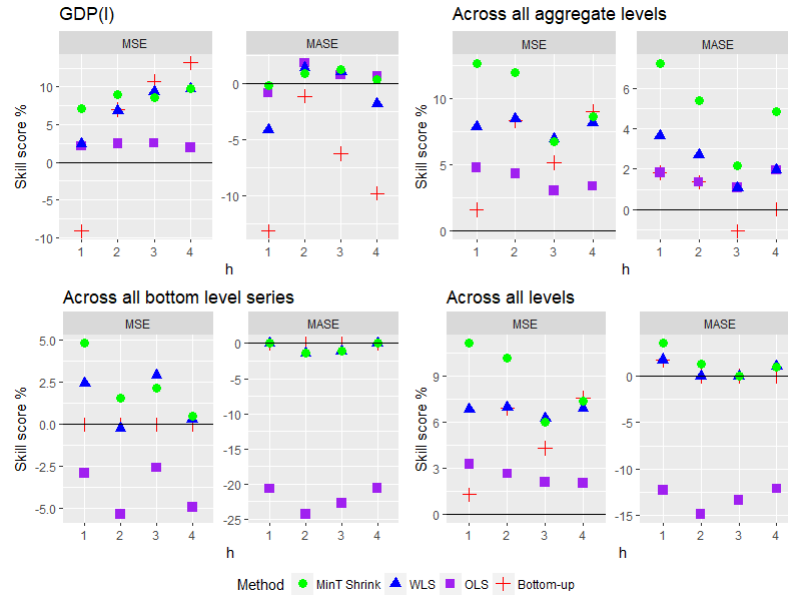 GDP(I)
MSE
MASE
Skill score %
10
5
0
-5
-10
0
-5
-10
1 2 3 4
1 2 3 4
h
Across all aggregate levels
MSE
MASE
Skill score %
10
5
0
6
4
2
0
1 2 3 4
1 2 3 4
h
Across all bottom level series
MSE
MASE
Skill score %
5.0
2.5
0.0
-2.5
-5.0
0
-5
-10
-15
-20
-25
1 2 3 4
1 2 3 4
h
Across all levels
MSE
MASE
Skill score %
9
6
3
0
0
-5
-10
-15
1 2 3 4
1 2 3 4
h
Method MinT Shrink WLS OLS Bottom-up